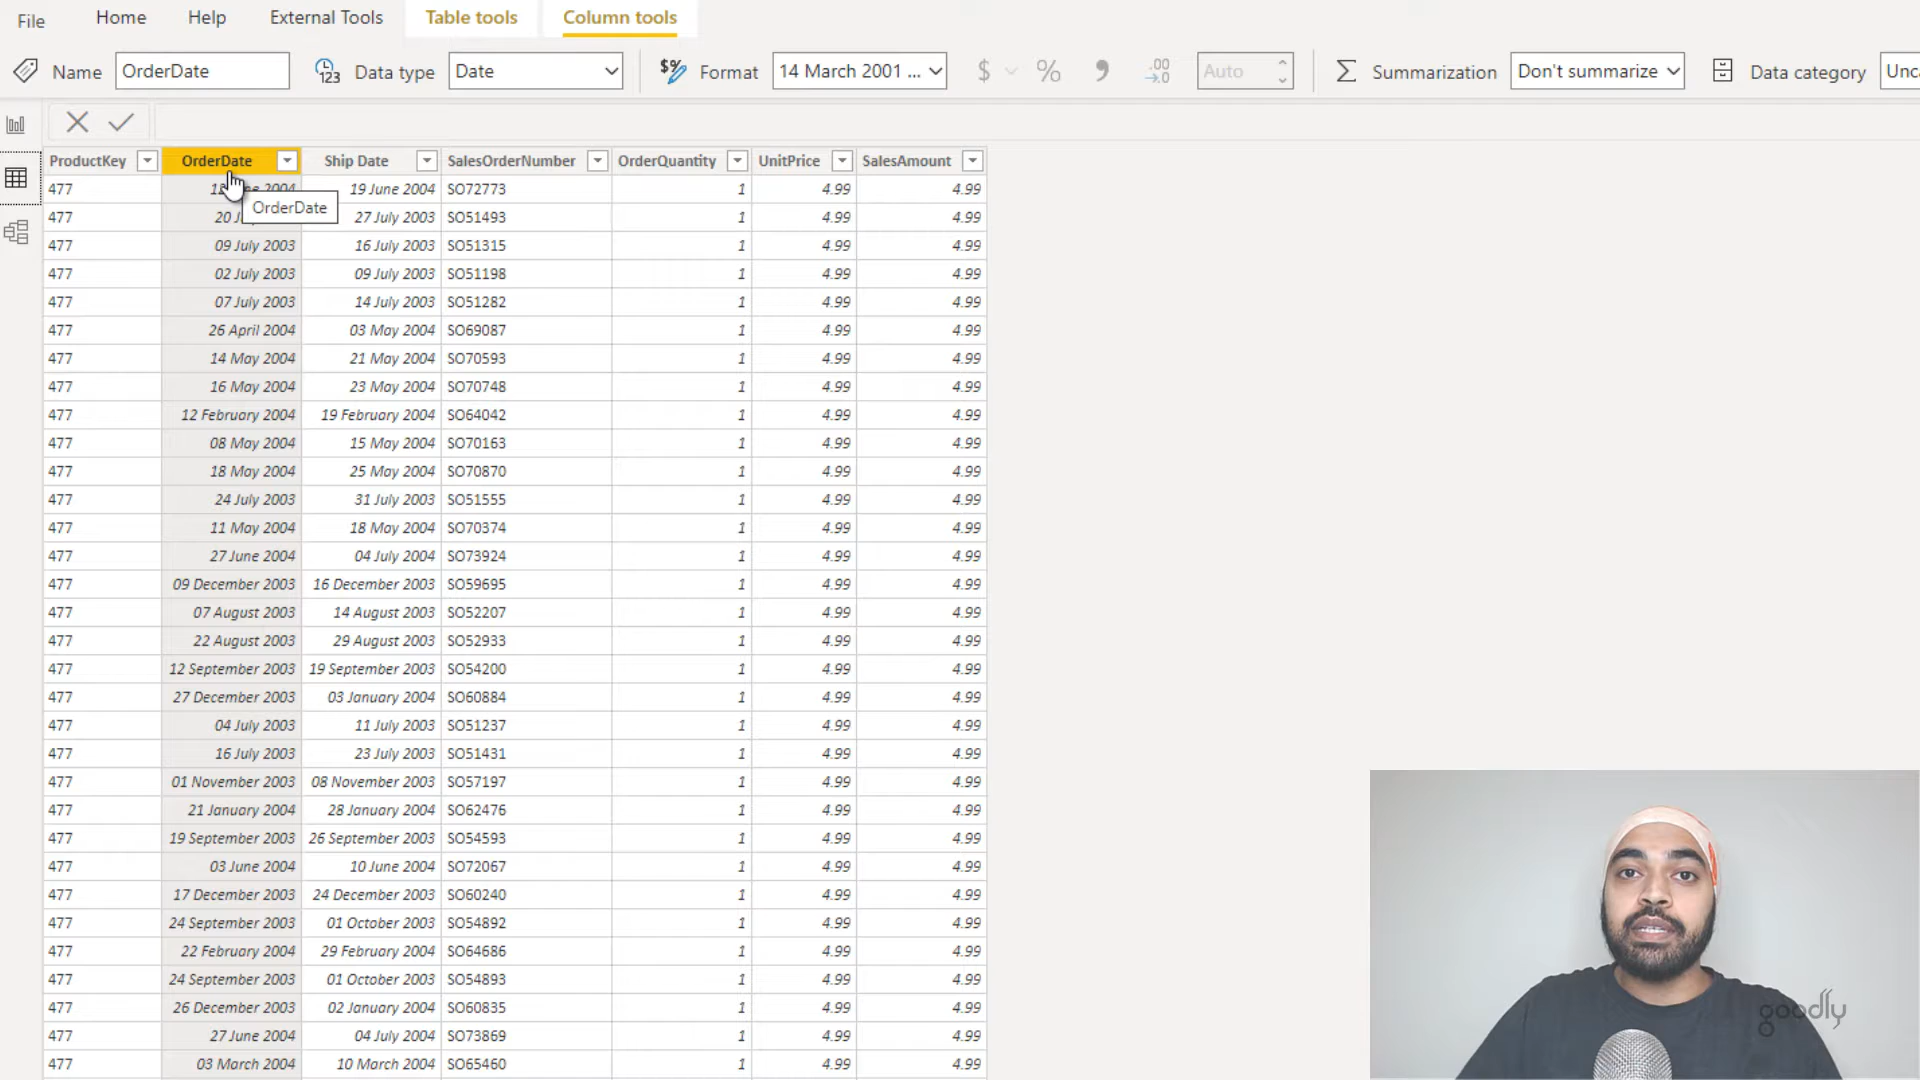 File Home Help External Tools Table tools Column tools
Name OrderDate Data type Date Format 14 March 2001 ... $ % Auto Summarization Don't summarize Data category
ProductKey OrderDate Ship Date SalesOrderNumber OrderQuantity UnitPrice SalesAmount
477 2004 19 June 2004 SO72773 1 4.99 4.99
OrderDate
477 20 27 July 2003 SO51493 1 4.99 4.99
477 09 July 2003 16 July 2003 SO51315 1 4.99 4.99
477 02 July 2003 09 July 2003 SO51198 1 4.99 4.99
477 07 July 2003 14 July 2003 SO51282 1 4.99 4.99
477 26 April 2004 03 May 2004 SO69087 1 4.99 4.99
477 14 May 2004 21 May 2004 SO70593 1 4.99 4.99
477 16 May 2004 23 May 2004 SO70748 1 4.99 4.99
477 12 February 2004 19 February 2004 SO64042 1 4.99 4.99
477 08 May 2004 15 May 2004 SO70163 1 4.99 4.99
477 18 May 2004 25 May 2004 SO70870 1 4.99 4.99
477 24 July 2003 31 July 2003 SO51555 1 4.99 4.99
477 11 May 2004 18 May 2004 SO70374 1 4.99 4.99
477 27 June 2004 04 July 2004 SO73924 1 4.99 4.99
477 09 December 2003 16 December 2003 SO59695 1 4.99 4.99
477 07 August 2003 14 August 2003 SO52207 1 4.99 4.99
477 22 August 2003 29 August 2003 SO52933 1 4.99 4.99
477 12 September 2003 19 September 2003 SO54200 1 4.99 4.99
477 27 December 2003 03 January 2004 SO60884 1 4.99 4.99
477 04 July 2003 11 July 2003 SO51237 1 4.99 4.99
477 16 July 2003 23 July 2003 SO51431 1 4.99 4.99
477 01 November 2003 08 November 2003 SO57197 1 4.99 4.99
477 21 January 2004 28 January 2004 SO62476 1 4.99 4.99
477 19 September 2003 26 September 2003 SO54593 1 4.99 4.99
477 03 June 2004 10 June 2004 SO72067 1 4.99 4.99
477 17 December 2003 24 December 2003 SO60240 1 4.99 4.99
477 24 September 2003 01 October 2003 SO54892 1 4.99 4.99
477 22 February 2004 29 February 2004 SO64686 1 4.99 4.99
477 24 September 2003 01 October 2003 SO54893 1 4.99 4.99
477 26 December 2003 02 January 2004 SO60835 1 4.99 4.99
477 27 June 2004 04 July 2004 SO73869 1 4.99 4.99
477 03 March 2004 10 March 2004 SO65460 1 4.99 4.99
goodly